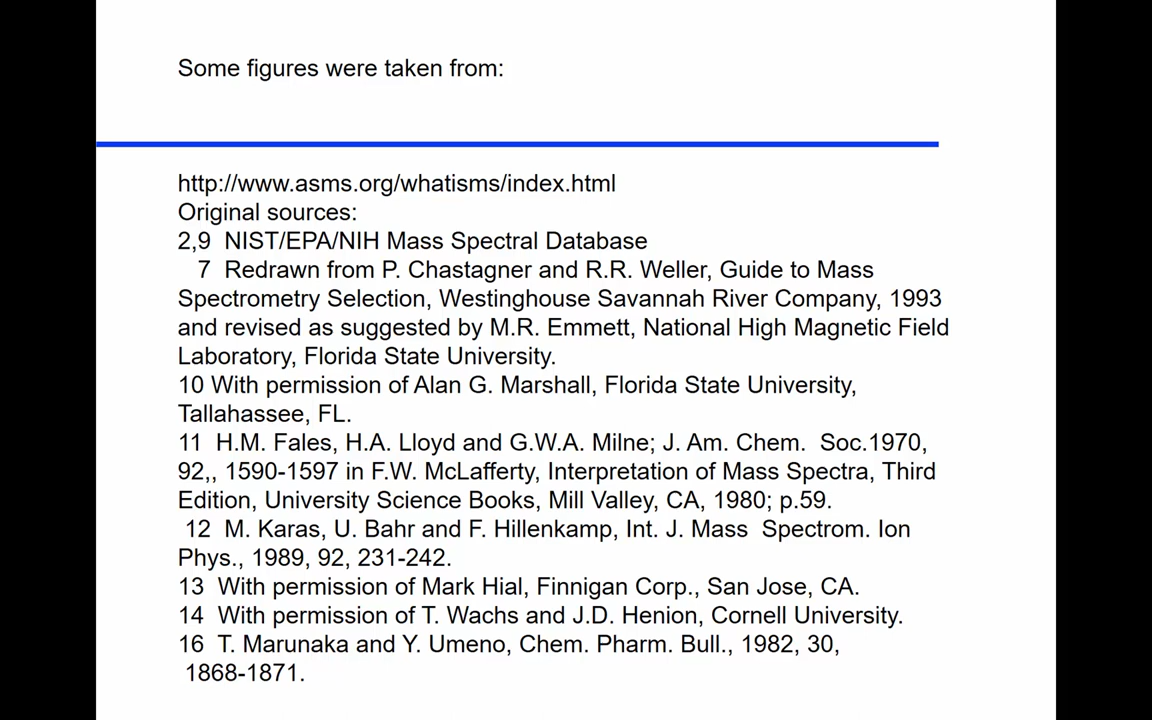 Some figures were taken from:
http://www.asms.org/whatisms/index.html
Original sources:
2,9 NIST/EPA/NIH Mass Spectral Database
7 Redrawn from P. Chastagner and R.R. Weller, Guide to Mass
Spectrometry Selection, Westinghouse Savannah River Company, 1993
and revised as suggested by M.R. Emmett, National High Magnetic Field
Laboratory, Florida State University.
10 With permission of Alan G. Marshall, Florida State University,
Tallahassee, FL.
11 H.M. Fales, H.A. Lloyd and G.W.A. Milne; J. Am. Chem. Soc.1970,
92,, 1590-1597 in F.W. McLafferty, Interpretation of Mass Spectra, Third
Edition, University Science Books, Mill Valley, CA, 1980; p.59.
12 M. Karas, U. Bahr and F. Hillenkamp, Int. J. Mass Spectrom. Ion
Phys., 1989, 92, 231-242.
13 With permission of Mark Hial, Finnigan Corp., San Jose, CA.
14 With permission of T. Wachs and J.D. Henion, Cornell University.
16 T. Marunaka and Y. Umeno, Chem. Pharm. Bull., 1982, 30,
1868-1871.